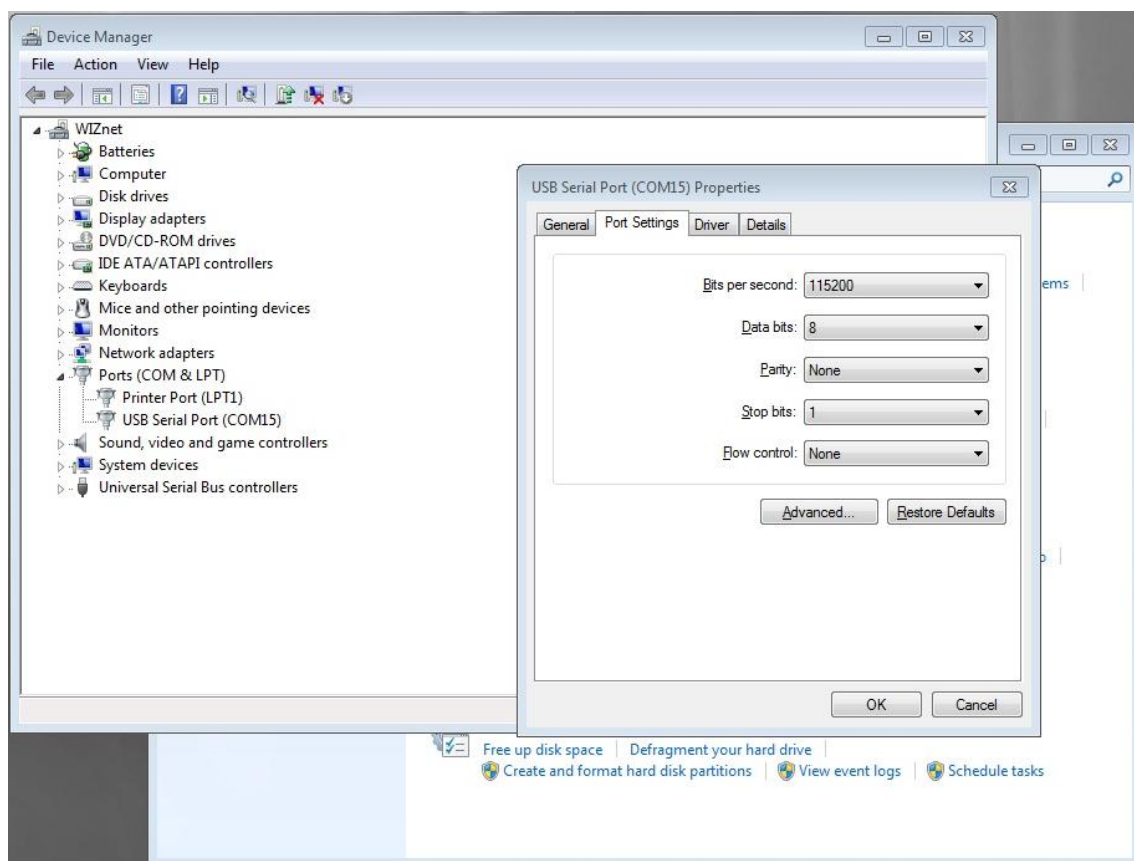 Device Manager
File Action View Help
WIZnet
Batteries
Computer
Disk drives
Display adapters
DVD/CD-ROM drives
IDE ATA/ATAPI controllers
Keyboards
Mice and other pointing devices
Monitors
Network adapters
Ports (COM & LPT)
Printer Port (LPT1)
USB Serial Port (COM15)
Sound, video and game controllers
System devices
Universal Serial Bus controllers
USB Serial Port (COM15) Properties
General Port Settings Driver Details
Bits per second: 115200
Data bits: 8
Parity: None
Stop bits: 1
Flow control: None
Advanced... Restore Defaults
OK Cancel
ems
Free up disk space Defragment your hard drive
Create and format hard disk partitions View event logs Schedule tasks